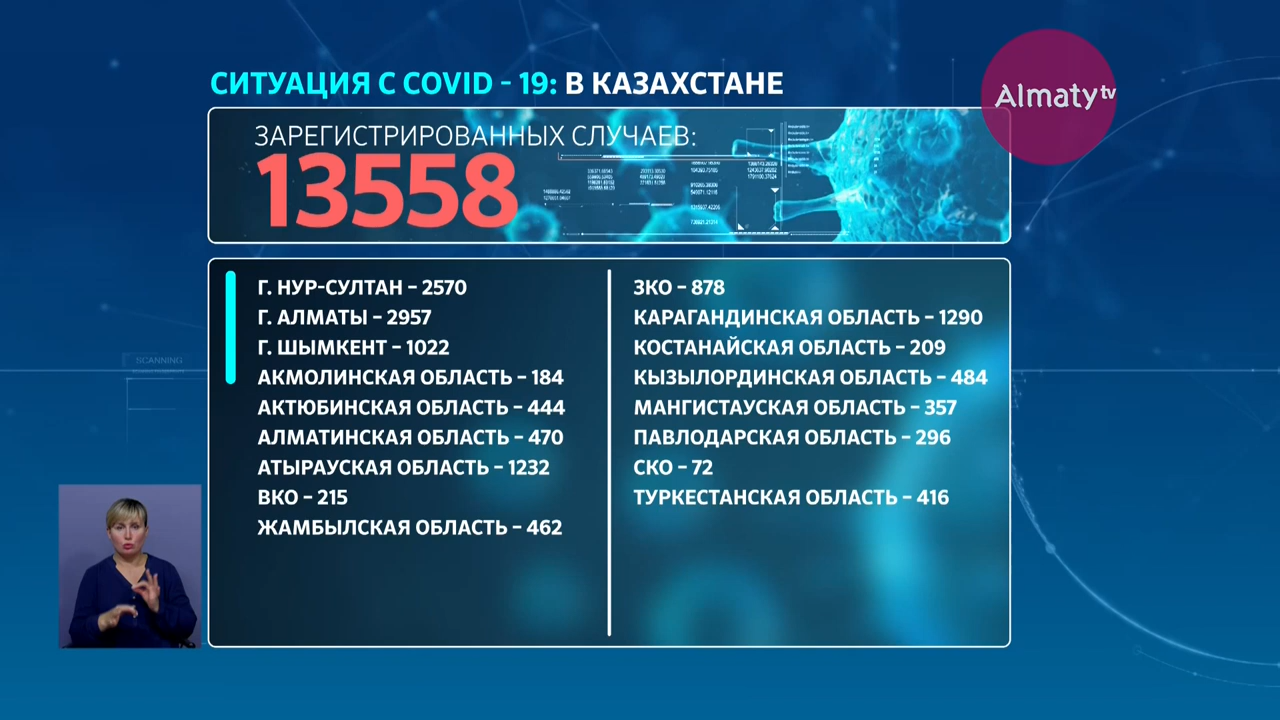 СИТУАЦИЯ С COVID - 19: В КАЗАХСТАНЕ
Almaty tv
ЗАРЕГИСТРИРОВАННЫХ СЛУЧАЕВ:
13558
Г. НУР-СУЛТАН – 2570
Г. АЛМАТЫ – 2957
Г. ШЫМКЕНТ – 1022
АКМОЛИНСКАЯ ОБЛАСТЬ – 184
АКТЮБИНСКАЯ ОБЛАСТЬ – 444
АЛМАТИНСКАЯ ОБЛАСТЬ – 470
АТЫРАУСКАЯ ОБЛАСТЬ – 1232
ВКО – 215
ЖАМБЫЛСКАЯ ОБЛАСТЬ – 462
ЗКО – 878
КАРАГАНДИНСКАЯ ОБЛАСТЬ – 1290
КОСТАНАЙСКАЯ ОБЛАСТЬ – 209
КЫЗЫЛОРДИНСКАЯ ОБЛАСТЬ – 484
МАНГИСТАУСКАЯ ОБЛАСТЬ – 357
ПАВЛОДАРСКАЯ ОБЛАСТЬ – 296
СКО – 72
ТУРКЕСТАНСКАЯ ОБЛАСТЬ – 416
SCANNING